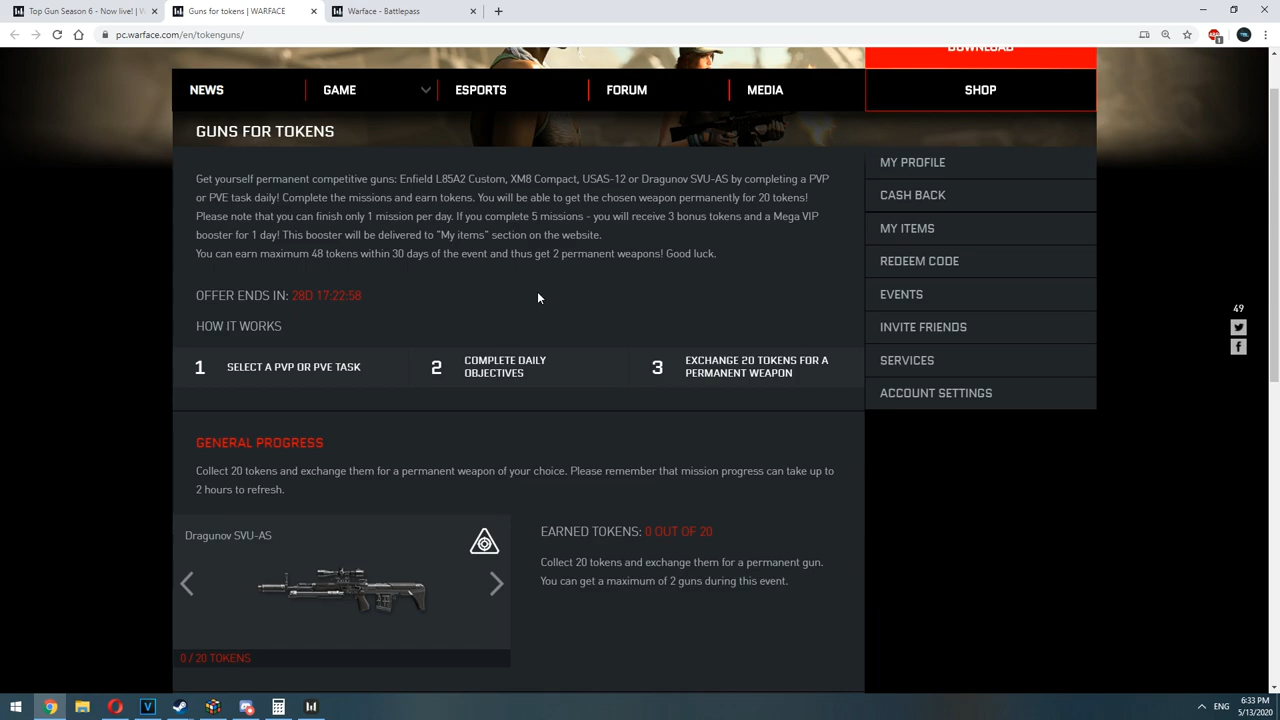 Top Gun Season 6 - Now live! | W
Guns for tokens | WARFACE
Warface - Battlepass
pc.warface.com/en/tokenguns/
1
DOWNLOAD
NEWS
GAME
ESPORTS
FORUM
MEDIA
SHOP
GUNS FOR TOKENS
Get yourself permanent competitive guns: Enfield L85A2 Custom, XM8 Compact, USAS-12 or Dragunov SVU-AS by completing a PVP
or PVE task daily! Complete the missions and earn tokens. You will be able to get the chosen weapon permanently for 20 tokens!
Please note that you can finish only 1 mission per day. If you complete 5 missions - you will receive 3 bonus tokens and a Mega VIP
booster for 1 day! This booster will be delivered to "My items" section on the website.
You can earn maximum 48 tokens within 30 days of the event and thus get 2 permanent weapons! Good luck.
OFFER ENDS IN: 28D 17:22:58
HOW IT WORKS
1 SELECT A PVP OR PVE TASK
2 COMPLETE DAILY
OBJECTIVES
3 EXCHANGE 20 TOKENS FOR A
PERMANENT WEAPON
MY PROFILE
CASH BACK
MY ITEMS
REDEEM CODE
EVENTS
INVITE FRIENDS
SERVICES
ACCOUNT SETTINGS
49
GENERAL PROGRESS
Collect 20 tokens and exchange them for a permanent weapon of your choice. Please remember that mission progress can take up to
2 hours to refresh.
Dragunov SVU-AS
0 / 20 TOKENS
EARNED TOKENS: 0 OUT OF 20
Collect 20 tokens and exchange them for a permanent gun.
You can get a maximum of 2 guns during this event.
ENG
6:33 PM
5/13/2020